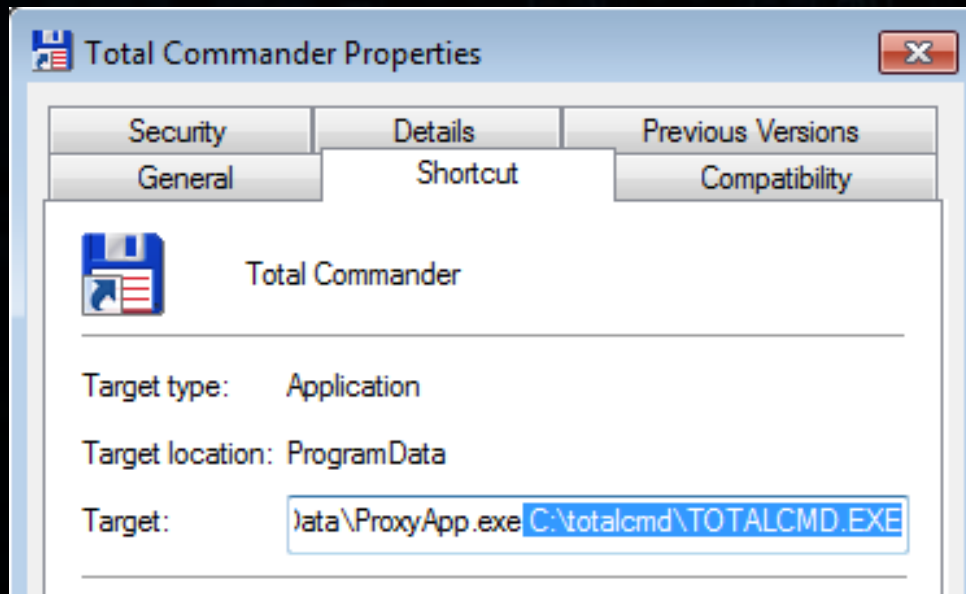 Total Commander Properties
Security Details Previous Versions
General Shortcut Compatibility
Total Commander
Target type: Application
Target location: ProgramData
Target: Data\ProxyApp.exe C:\totalcmd\TOTALCMD.EXE